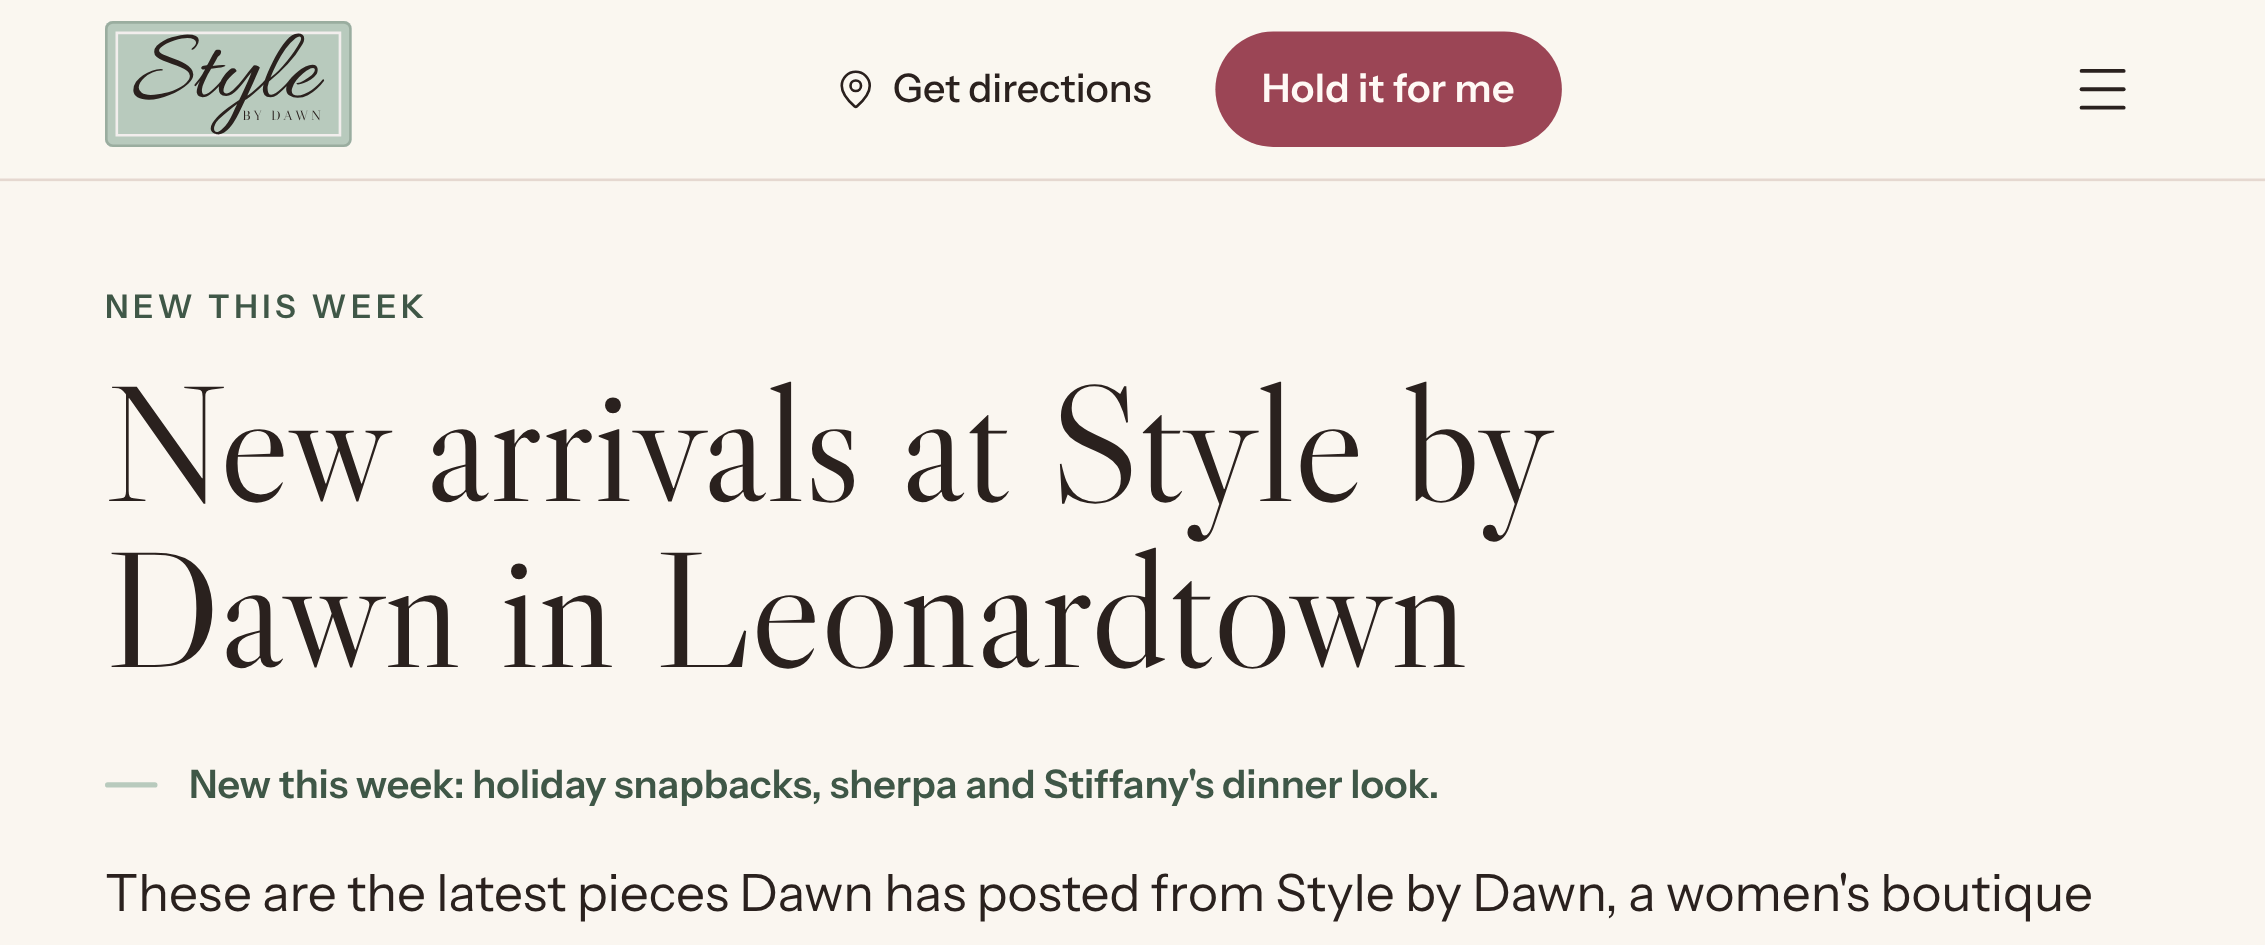 Style
BY DAWN
Get directions
Hold it for me
NEW THIS WEEK
New arrivals at Style by
Dawn in Leonardtown
New this week: holiday snapbacks, sherpa and Stiffany's dinner look.
These are the latest pieces Dawn has posted from Style by Dawn, a women's boutique